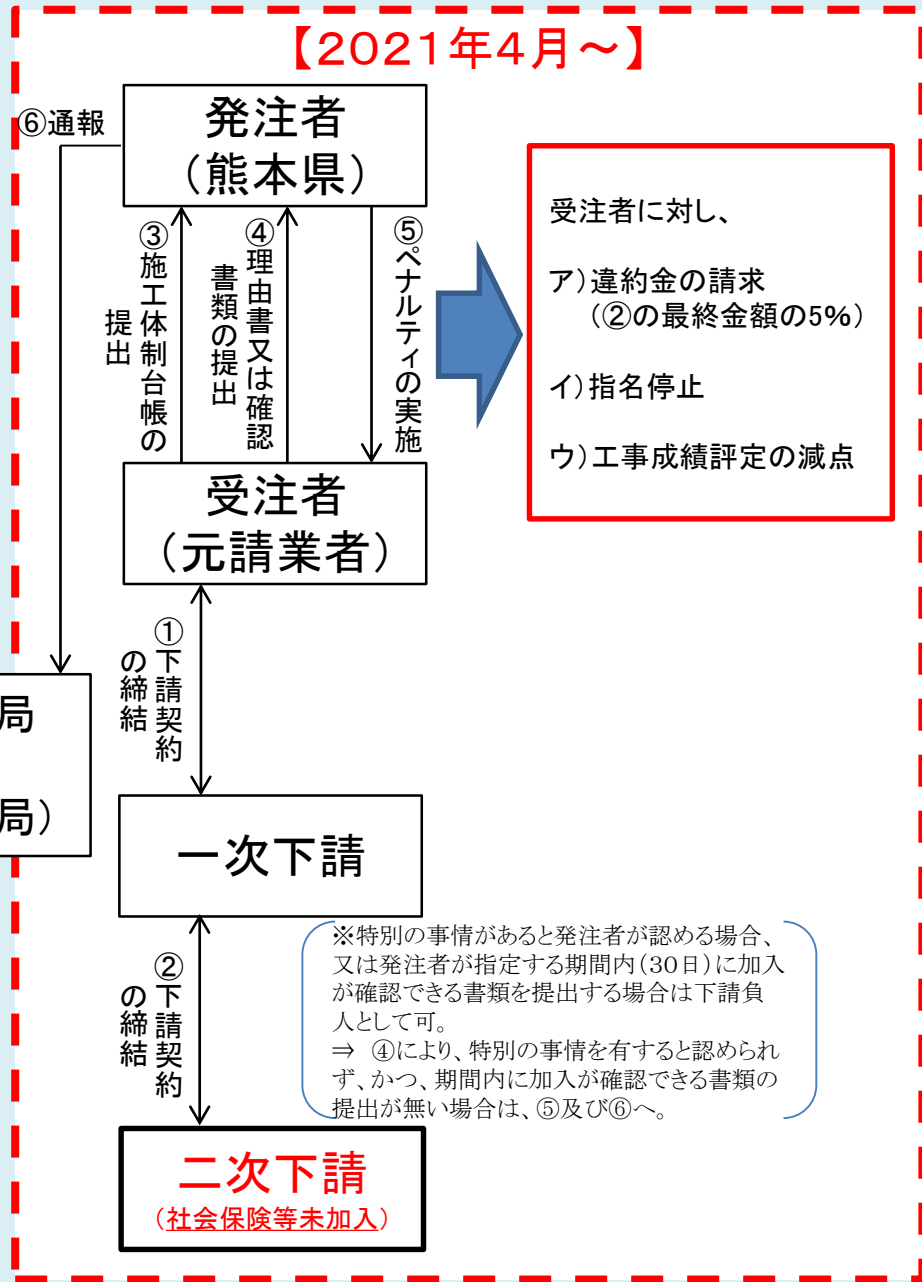 【2021年4月～】
⑥通報
発注者
（熊本県）
③施工体制台帳の
提出
④理由書又は確認
書類の提出
⑤ペナルティの実施
受注者に対し、
ア）違約金の請求
（②の最終金額の5%）
イ）指名停止
ウ）工事成績評定の減点
受注者
（元請業者）
①下請契約
の締結
局
局）
一次下請
②下請契約
の締結
※特別の事情があると発注者が認める場合、
又は発注者が指定する期間内（30日）に加入
が確認できる書類を提出する場合は下請負
人として可。
⇒ ④により、特別の事情を有すると認められ
ず、かつ、期間内に加入が確認できる書類の
提出が無い場合は、⑤及び⑥へ。
二次下請
（社会保険等未加入）